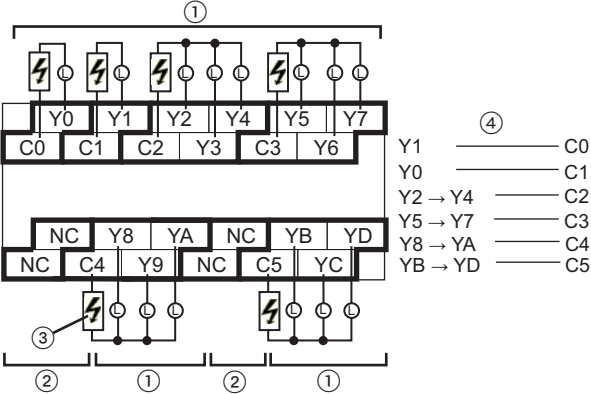 ①
L L L L L L L L
Y0 Y1 Y2 Y4 Y5 Y7
C0 C1 C2 Y3 C3 Y6
NC Y8 YA NC YB YD
NC C4 Y9 NC C5 YC
L L L L L L
③
② ① ② ①
④
Y1 C0
Y0 C1
Y2 → Y4 C2
Y5 → Y7 C3
Y8 → YA C4
YB → YD C5